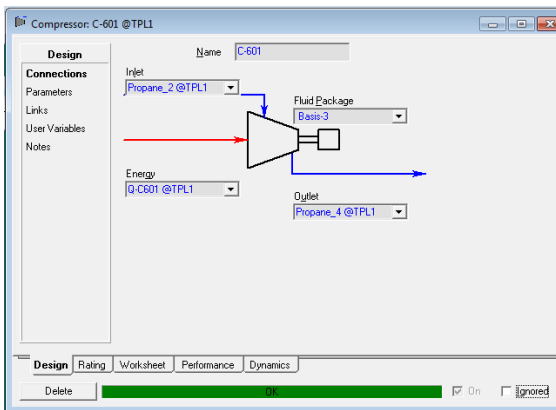 Compressor: C-601 @TPL1
Design
Connections
Parameters
Links
User Variables
Notes
Name C-601
Inlet
Propane_2 @TPL1
Fluid Package
Basis-3
Energy
Q-C601 @TPL1
Outlet
Propane_4 @TPL1
Design Rating Worksheet Performance Dynamics
Delete OK On Ignored